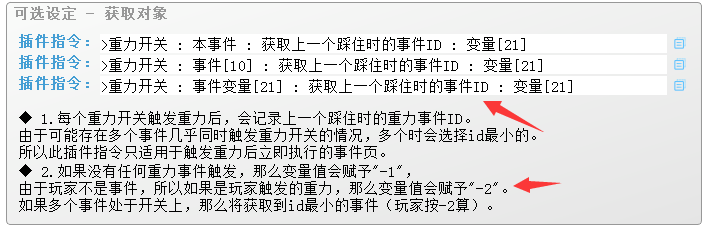 可选设定 - 获取对象
插件指令: >重力开关 : 本事件 : 获取上一个踩住时的事件ID : 变量[21]
插件指令: >重力开关 : 事件[10] : 获取上一个踩住时的事件ID : 变量[21]
插件指令: >重力开关 : 事件变量[21] : 获取上一个踩住时的事件ID : 变量[21]
◆ 1.每个重力开关触发重力后，会记录上一个踩住时的重力事件ID。
由于可能存在多个事件几乎同时触发重力开关的情况，多个时会选择id最小的。
所以此插件指令只适用于触发重力后立即执行的事件页。
◆ 2.如果没有任何重力事件触发，那么变量值会赋予"-1"，
由于玩家不是事件，所以如果是玩家触发的重力，那么变量值会赋予"-2"。
如果多个事件处于开关上，那么将获取到id最小的事件（玩家按-2算）。